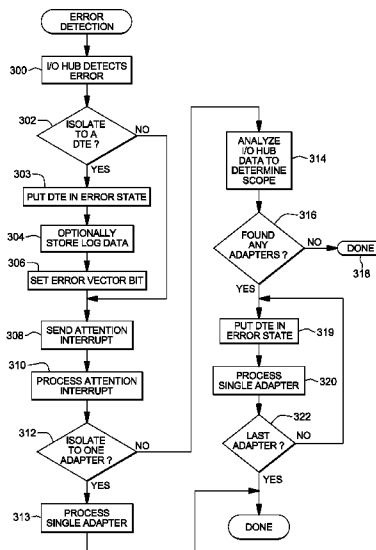 ERROR
DETECTION
300
I/O HUB DETECTS
ERROR
302
ISOLATE
TO A
DTE ?
NO
YES
303
PUT DTE IN ERROR STATE
304
OPTIONALLY
STORE LOG DATA
306
SET ERROR VECTOR BIT
308
SEND ATTENTION
INTERRUPT
310
PROCESS ATTENTION
INTERRUPT
312
ISOLATE
TO ONE
ADAPTER ?
NO
YES
313
PROCESS
SINGLE ADAPTER
ANALYZE
I/O HUB
DATA TO
DETERMINE
SCOPE
314
316
FOUND
ANY
ADAPTERS ?
NO
DONE
318
YES
PUT DTE IN
ERROR STATE
319
PROCESS
SINGLE ADAPTER
320
322
LAST
ADAPTER ?
NO
YES
DONE